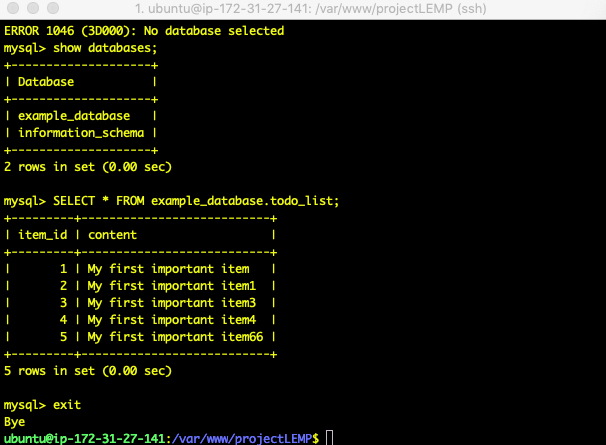 1. ubuntu@ip-172-31-27-141: /var/www/projectLEMP (ssh)
ERROR 1046 (3D000): No database selected
mysql> show databases;
+--------------------+
| Database           |
+--------------------+
| example_database   |
| information_schema |
+--------------------+
2 rows in set (0.00 sec)

mysql> SELECT * FROM example_database.todo_list;
+---------+--------------------------+
| item_id | content                  |
+---------+--------------------------+
|       1 | My first important item  |
|       2 | My first important item1 |
|       3 | My first important item3 |
|       4 | My first important item4 |
|       5 | My first important item66 |
+---------+--------------------------+
5 rows in set (0.00 sec)

mysql> exit
Bye
ubuntu@ip-172-31-27-141:/var/www/projectLEMP$